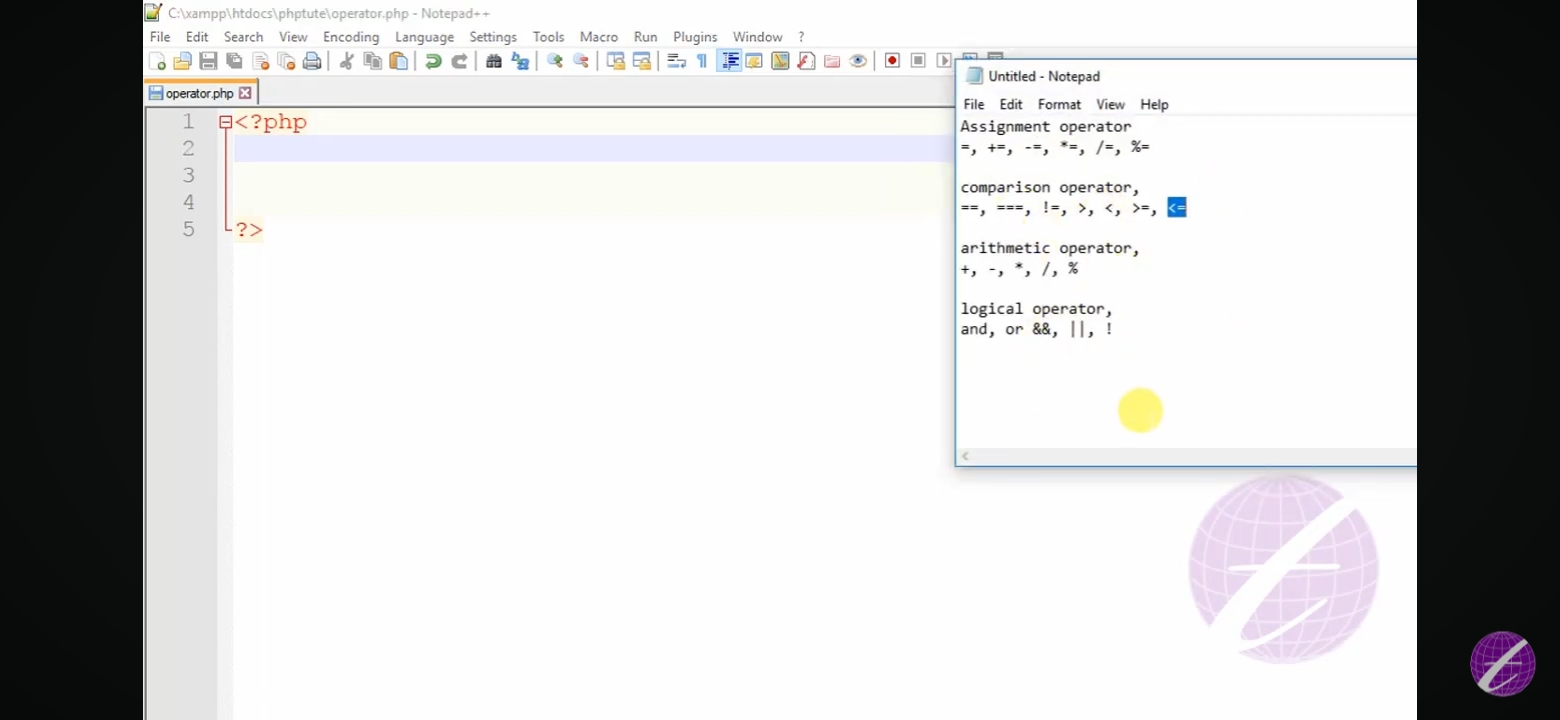 C:\xampp\htdocs\phptute\operator.php - Notepad++
File Edit Search View Encoding Language Settings Tools Macro Run Plugins Window ?
operator.php
1 <?php
2
3
4
5 ?>
Untitled - Notepad
File Edit Format View Help
Assignment operator
=, +=, -=, *=, /=, %=
comparison operator,
==, ===, !=, >, <, >=, <=
arithmetic operator,
+, -, *, /, %
logical operator,
and, or &&, ||, !